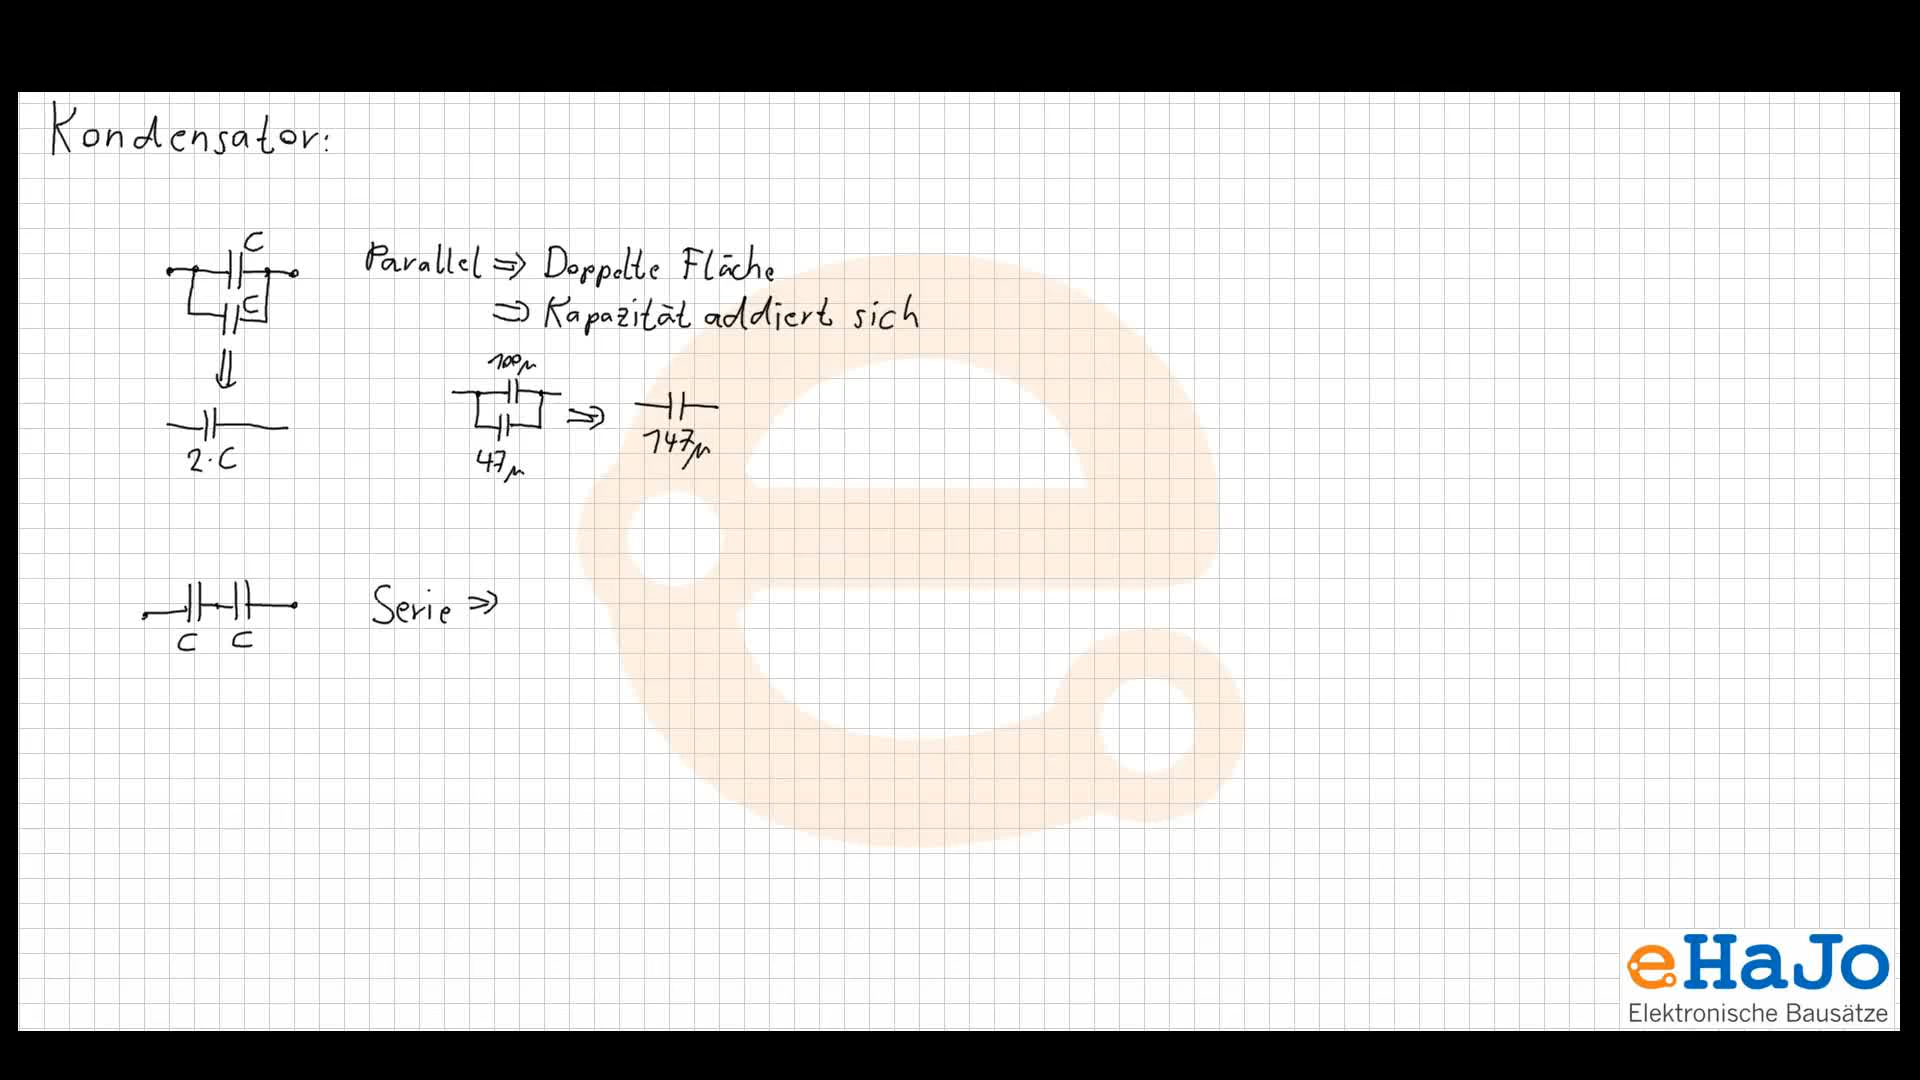 Kondensator:
C
C
2·C
Parallel ⇒ Doppelte Fläche
⇒ Kapazität addiert sich
100µ
47µ
⇒
147µ
C C
Serie ⇒
eHaJo
Elektronische Bausätze